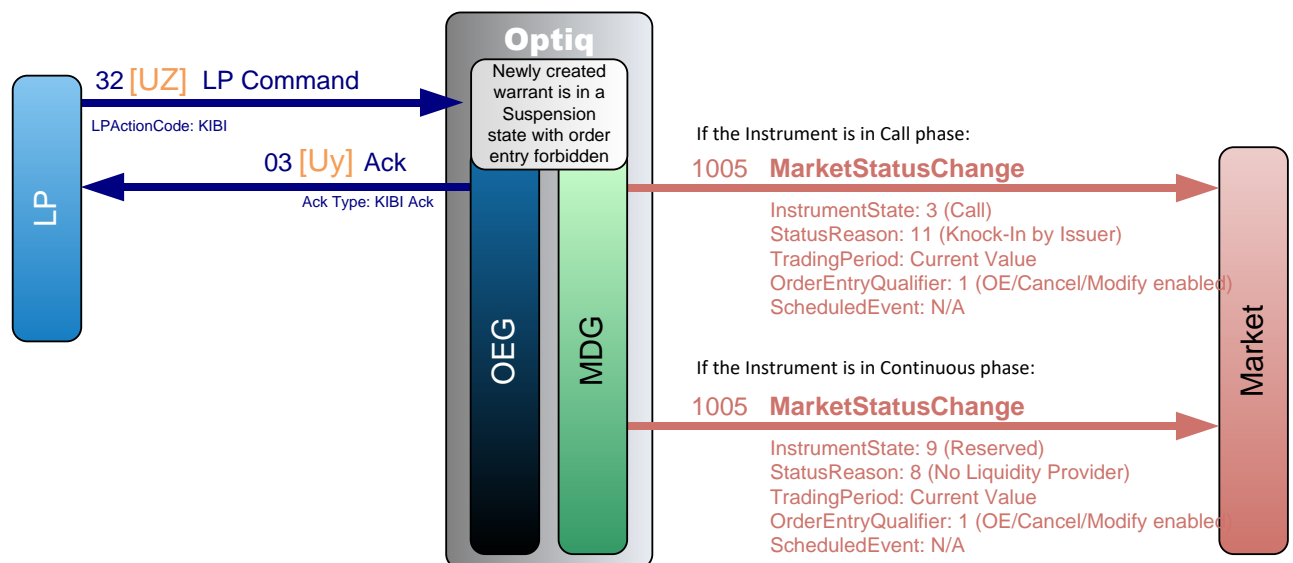 Optiq
Newly created
warrant is in a
Suspension
state with order
entry forbidden
32 [UZ] LP Command
LPActionCode: KIBI
03 [Uy] Ack
Ack Type: KIBI Ack
LP
OEG
MDG
If the Instrument is in Call phase:
1005 MarketStatusChange
InstrumentState: 3 (Call)
StatusReason: 11 (Knock-In by Issuer)
TradingPeriod: Current Value
OrderEntryQualifier: 1 (OE/Cancel/Modify enabled)
ScheduledEvent: N/A
If the Instrument is in Continuous phase:
1005 MarketStatusChange
InstrumentState: 9 (Reserved)
StatusReason: 8 (No Liquidity Provider)
TradingPeriod: Current Value
OrderEntryQualifier: 1 (OE/Cancel/Modify enabled)
ScheduledEvent: N/A
Market